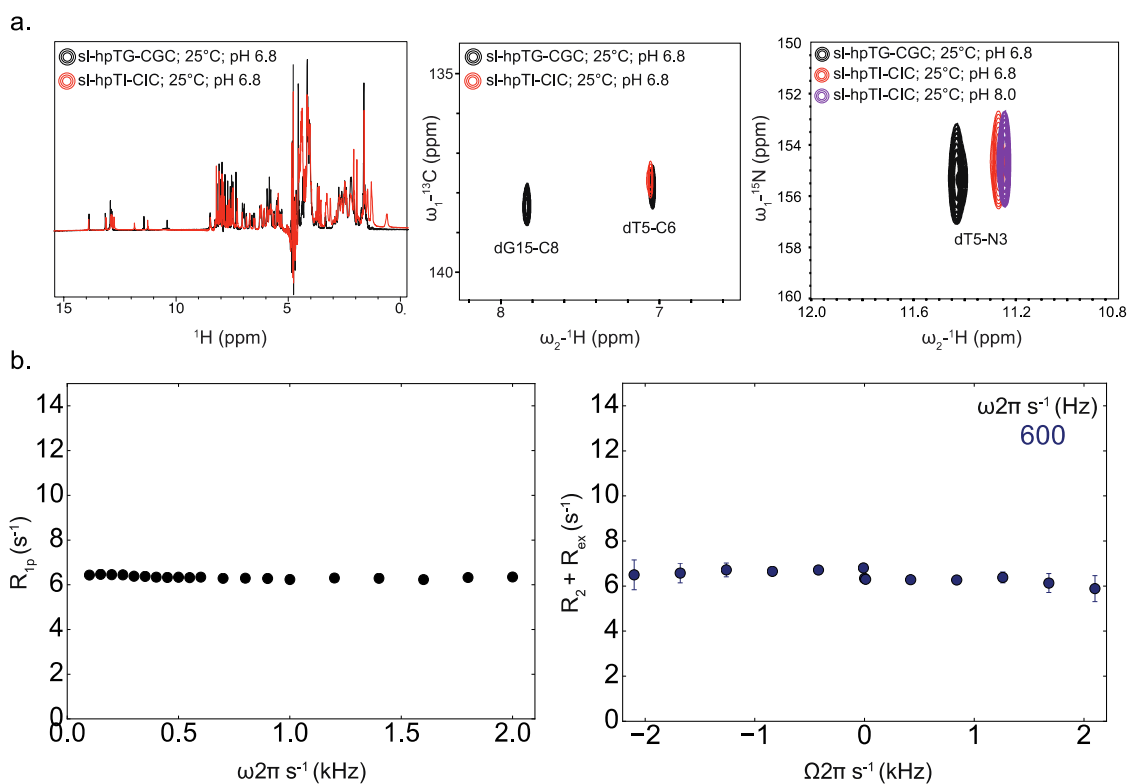 a.
sl-hpTG-CGC; 25°C; pH 6.8
sl-hpTI-CIC; 25°C; pH 6.8
15
10
5
0.
¹H (ppm)
sl-hpTG-CGC; 25°C; pH 6.8
sl-hpTI-CIC; 25°C; pH 6.8
135
140
ω₁-¹³C (ppm)
dG15-C8
dT5-C6
8
7
ω₂-¹H (ppm)
sl-hpTG-CGC; 25°C; pH 6.8
sl-hpTI-CIC; 25°C; pH 6.8
sl-hpTI-CIC; 25°C; pH 8.0
150
152
154
156
158
160
ω₁-¹⁵N (ppm)
dT5-N3
12.0
11.6
11.2
10.8
ω₂-¹H (ppm)
b.
14
12
10
8
6
4
2
0
R₁ₚ (s⁻¹)
0.0
0.5
1.0
1.5
2.0
ω2π s⁻¹ (kHz)
ω2π s⁻¹ (Hz)
600
14
12
10
8
6
4
2
0
R₂ + Rₑₓ (s⁻¹)
−2
−1
0
1
2
Ω2π s⁻¹ (kHz)